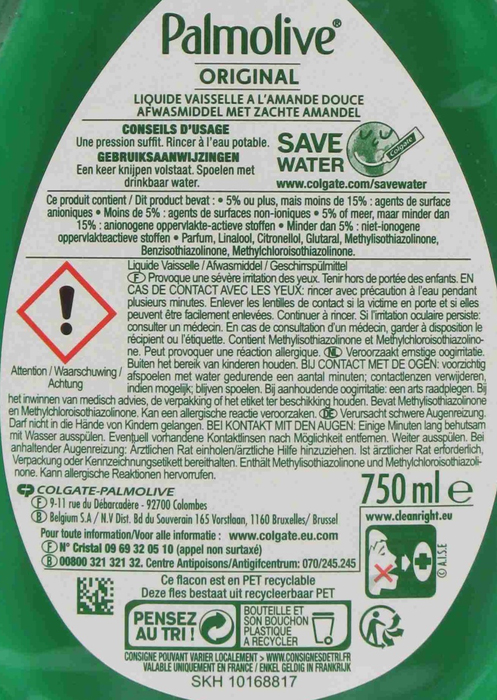 Palmolive®
ORIGINAL
LIQUIDE VAISSELLE A L'AMANDE DOUCE
AFWASMIDDEL MET ZACHTE AMANDEL
CONSEILS D'USAGE
Une pression suffit. Rincer à l'eau potable.
GEBRUIKSAANWIJZINGEN
Een keer knijpen volstaat. Spoelen met
drinkbaar water.
SAVE
WATER
Colgate
www.colgate.com/savewater
Ce produit contient / Dit product bevat : • 5% ou plus, mais moins de 15% : agents de surface
anioniques • Moins de 5% : agents de surfaces non-ioniques • 5% of meer, maar minder dan
15% : anionogene oppervlakte-actieve stoffen • Minder dan 5% : niet-ionogene
oppervlakteactieve stoffen • Parfum, Linalool, Citronellol, Glutaral, Methylisothiazolinone,
Benzisothiazolinone, Methylchloroisothiazolinone.
Liquide Vaisselle / Afwasmiddel / Geschirrspülmittel
(F) Provoque une sévère irritation des yeux. Tenir hors de portée des enfants. EN
CAS DE CONTACT AVEC LES YEUX: rincer avec précaution à l'eau pendant
plusieurs minutes. Enlever les lentilles de contact si la victime en porte et si elles
peuvent être facilement enlevées. Continuer à rincer. Si l'irritation oculaire persiste:
consulter un médecin. En cas de consultation d'un médecin, garder à disposition le
récipient ou l'étiquette. Contient Methylisothiazolinone et Methylchloroisothiazolino-
ne. Peut provoquer une réaction allergique. (NL) Veroorzaakt ernstige oogirritatie.
Buiten het bereik van kinderen houden. BIJ CONTACT MET DE OGEN: voorzichtig
afspoelen met water gedurende een aantal minuten; contactlenzen verwijderen,
indien mogelijk; blijven spoelen. Bij aanhoudende oogirritatie: een arts raadplegen. Bij
het inwinnen van medisch advies, de verpakking of het etiket ter beschikking houden. Bevat Methylisothiazolinone
en Methylchloroisothiazolinone. Kan een allergische reactie veroorzaken. (DE) Verursacht schwere Augenreizung.
Darf nicht in die Hände von Kindern gelangen. BEI KONTAKT MIT DEN AUGEN: Einige Minuten lang behutsam
mit Wasser ausspülen. Eventuell vorhandene Kontaktlinsen nach Möglichkeit entfernen. Weiter ausspülen. Bei
anhaltender Augenreizung: Ärztlichen Rat einholen/ärztliche Hilfe hinzuziehen. Ist ärztlicher Rat erforderlich,
Verpackung oder Kennzeichnungsetikett bereithalten. Enthält Methylisothiazolinone und Methylchloroisothiazoli-
none. Kann allergische Reaktionen hervorrufen.
Attention / Waarschuwing /
Achtung
COLGATE-PALMOLIVE
(F) 9-11 rue du Débarcadère - 92700 Colombes
(B) Belgium S.A / N.V Dist. Bd du Souverain 165 Vorstlaan, 1160 Bruxelles/ Brussel
Pour toute information/Voor alle informatie : www.colgate.eu.com
(F) N° Cristal 09 69 32 05 10 (appel non surtaxé)
(B) 00800 321 321 32, Centre Antipoisons/Antigifcentrum: 070/245.245
750 ml e
www.cleanright.eu
© A.I.S.E
Ce flacon est en PET recyclable
Deze fles bestaat uit recycleerbaar PET
PENSEZ
AU TRI !
BOUTEILLE ET
SON BOUCHON
PLASTIQUE
A RECYCLER
CONSIGNE POUVANT VARIER LOCALEMENT > WWW.CONSIGNESDETRI.FR
VALABLE UNIQUEMENT EN FRANCE / ENKEL GELDIG IN FRANKRIJK
SKH 10168817